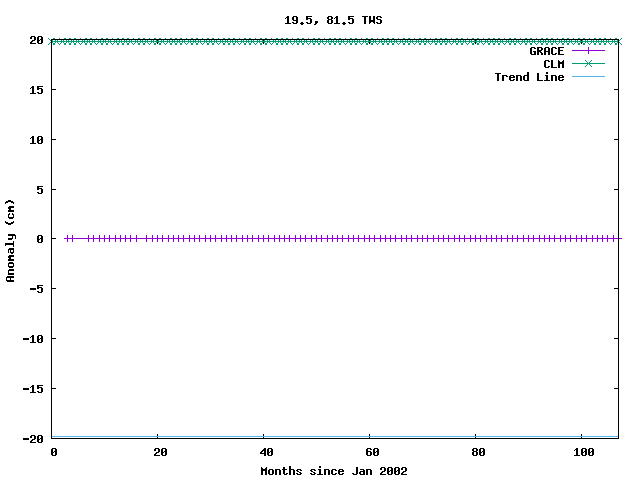 19.5, 81.5 TWS
GRACE
CLM
Trend Line
20
15
10
5
0
-5
-10
-15
-20
Anomaly (cm)
0 20 40 60 80 100
Months since Jan 2002